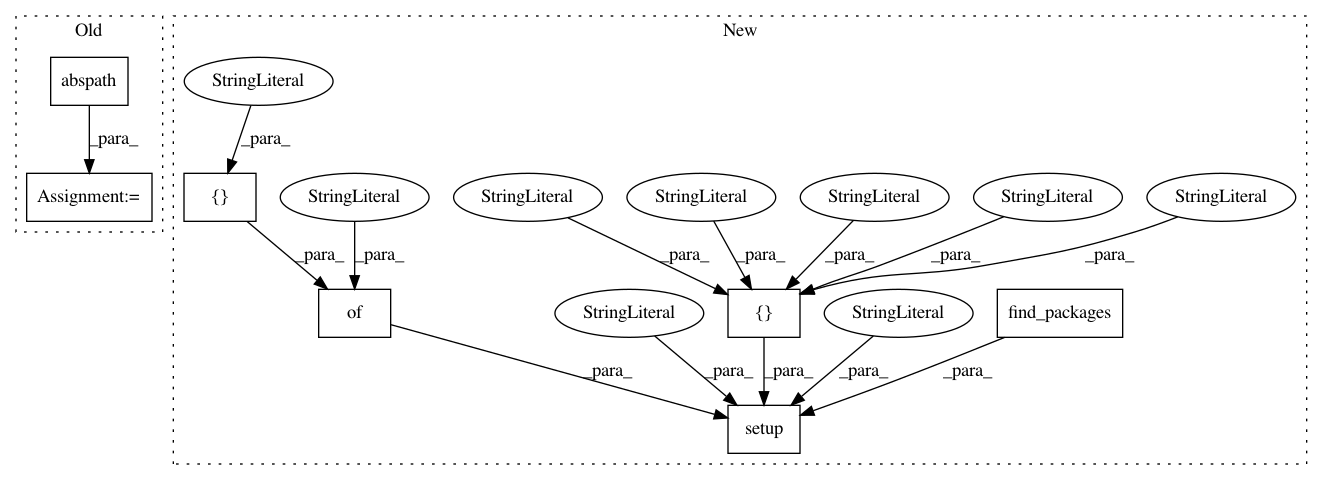 Old
New
abspath
StringLiteral
_para_
_para_
Assignment:=
{}
StringLiteral
StringLiteral
StringLiteral
StringLiteral
StringLiteral
StringLiteral
_para_
_para_
_para_
_para_
_para_
_para_
_para_
of
StringLiteral
{}
StringLiteral
find_packages
_para_
_para_
_para_
_para_
_para_
setup